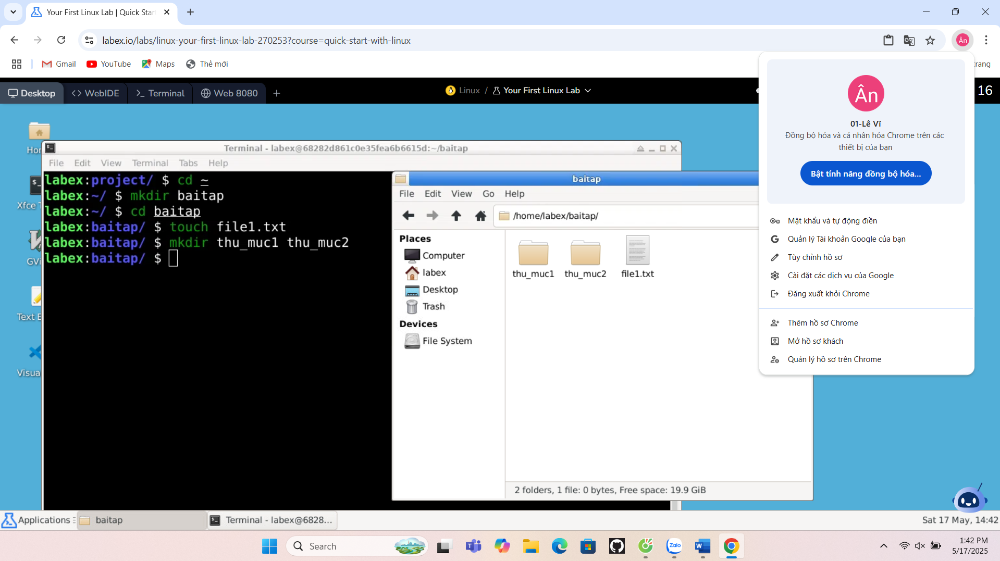 Your First Linux Lab | Quick Star
labex.io/labs/linux-your-first-linux-lab-270253?course=quick-start-with-linux
Ân
Gmail
YouTube
Maps
Thẻ mới
trang
Desktop
WebIDE
Terminal
Web 8080
Linux / Your First Linux Lab
16
Ân
01-Lê Vĩ
Đồng bộ hóa và cá nhân hóa Chrome trên các
thiết bị của bạn
Bật tính năng đồng bộ hóa...
Mật khẩu và tự động điền
Quản lý Tài khoản Google của bạn
Tùy chỉnh hồ sơ
Cài đặt các dịch vụ của Google
Đăng xuất khỏi Chrome
Thêm hồ sơ Chrome
Mở hồ sơ khách
Quản lý hồ sơ trên Chrome
Xfce
Text E
Visua
Terminal - labex@68282d861c0e35fea6b6615d:~/baitap
File Edit View Terminal Tabs Help
labex:project/ $ cd ~
labex:~/ $ mkdir baitap
labex:~/ $ cd baitap
labex:baitap/ $ touch file1.txt
labex:baitap/ $ mkdir thu_muc1 thu_muc2
labex:baitap/ $
baitap
File Edit View Go Help
/home/labex/baitap/
Places
Computer
labex
Desktop
Trash
Devices
File System
thu_muc1
thu_muc2
file1.txt
2 folders, 1 file: 0 bytes, Free space: 19.9 GiB
Applications
baitap
Terminal - labex@6828...
Sat 17 May, 14:42
Search
Zalo
1:42 PM
5/17/2025